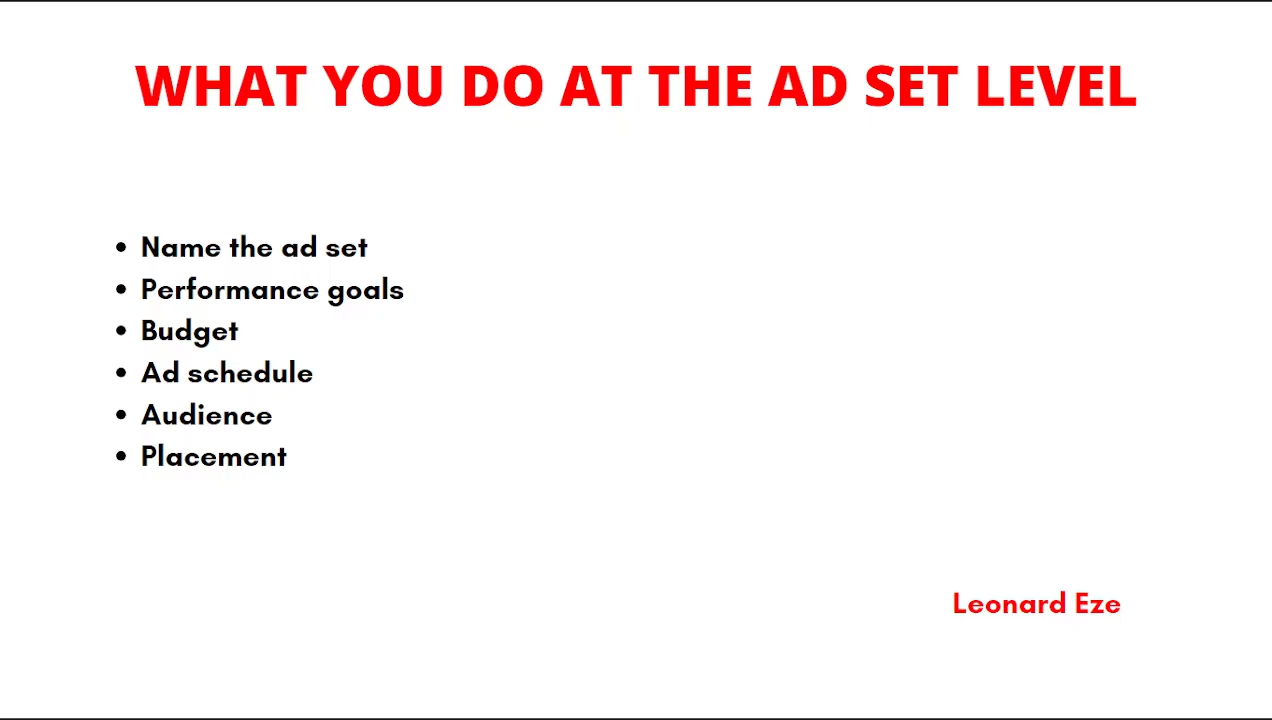 WHAT YOU DO AT THE AD SET LEVEL
• Name the ad set
• Performance goals
• Budget
• Ad schedule
• Audience
• Placement
Leonard Eze